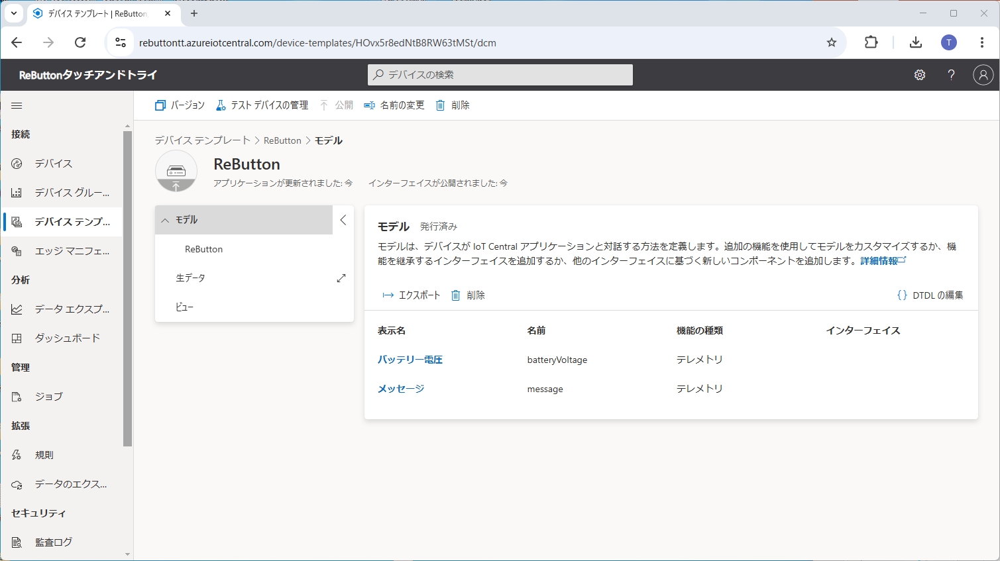 デバイス テンプレート | ReButton
rebuttontt.azureiotcentral.com/device-templates/HOvx5r8edNtB8RW63tMSt/dcm
T
ReButtonタッチアンドトライ
デバイスの検索
バージョン
テスト デバイスの管理
公開
名前の変更
削除
接続
デバイス
デバイス グルー...
デバイス テンプ...
エッジ マニフェ...
分析
データ エクスプ...
ダッシュボード
管理
ジョブ
拡張
規則
データのエクス...
セキュリティ
監査ログ
デバイス テンプレート > ReButton > モデル
ReButton
アプリケーションが更新されました: 今 インターフェイスが公開されました: 今
モデル
ReButton
生データ
ビュー
モデル 発行済み
モデルは、デバイスが IoT Central アプリケーションと対話する方法を定義します。追加の機能を使用してモデルをカスタマイズするか、機
能を継承するインターフェイスを追加するか、他のインターフェイスに基づく新しいコンポーネントを追加します。詳細情報
エクスポート 削除 {} DTDL の編集
表示名 名前 機能の種類 インターフェイス
バッテリー電圧 batteryVoltage テレメトリ
メッセージ message テレメトリ